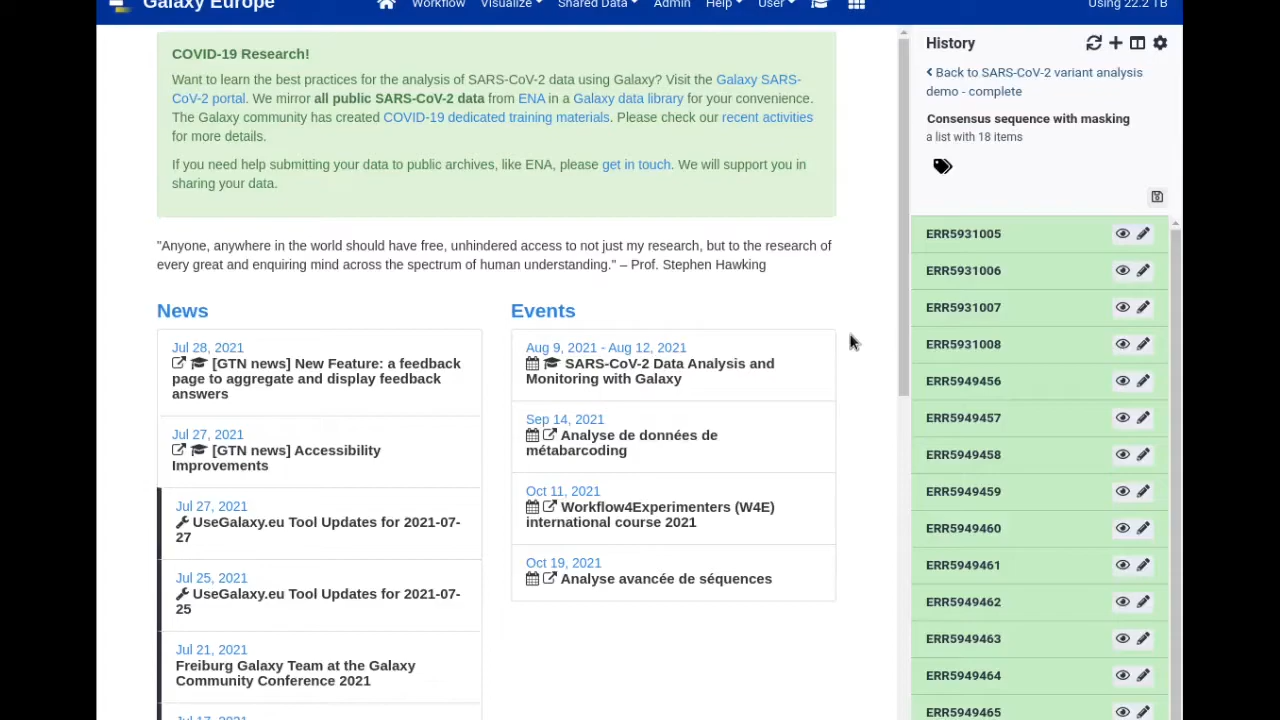 Galaxy Europe
Workflow Visualize Shared Data Admin Help User Using 22.2 TB
COVID-19 Research!
Want to learn the best practices for the analysis of SARS-CoV-2 data using Galaxy? Visit the Galaxy SARS-
CoV-2 portal. We mirror all public SARS-CoV-2 data from ENA in a Galaxy data library for your convenience.
The Galaxy community has created COVID-19 dedicated training materials. Please check our recent activities
for more details.
If you need help submitting your data to public archives, like ENA, please get in touch. We will support you in
sharing your data.
"Anyone, anywhere in the world should have free, unhindered access to not just my research, but to the research of
every great and enquiring mind across the spectrum of human understanding." – Prof. Stephen Hawking
News
Jul 28, 2021
[GTN news] New Feature: a feedback
page to aggregate and display feedback
answers
Jul 27, 2021
[GTN news] Accessibility
Improvements
Jul 27, 2021
UseGalaxy.eu Tool Updates for 2021-07-
27
Jul 25, 2021
UseGalaxy.eu Tool Updates for 2021-07-
25
Jul 21, 2021
Freiburg Galaxy Team at the Galaxy
Community Conference 2021
Jul 17, 2021
Events
Aug 9, 2021 - Aug 12, 2021
SARS-CoV-2 Data Analysis and
Monitoring with Galaxy
Sep 14, 2021
Analyse de données de
métabarcoding
Oct 11, 2021
Workflow4Experimenters (W4E)
international course 2021
Oct 19, 2021
Analyse avancée de séquences
History
Back to SARS-CoV-2 variant analysis
demo - complete
Consensus sequence with masking
a list with 18 items
ERR5931005
ERR5931006
ERR5931007
ERR5931008
ERR5949456
ERR5949457
ERR5949458
ERR5949459
ERR5949460
ERR5949461
ERR5949462
ERR5949463
ERR5949464
ERR5949465